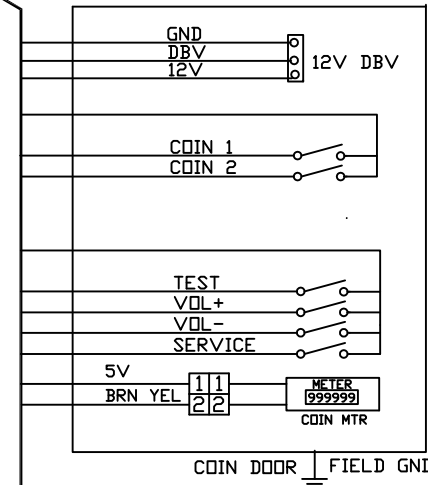 GND
DBV
12V
12V DBV
COIN 1
COIN 2
TEST
VOL+
VOL-
SERVICE
5V
BRN YEL
1 1
2 2
METER
999999
COIN MTR
COIN DOOR
FIELD GND